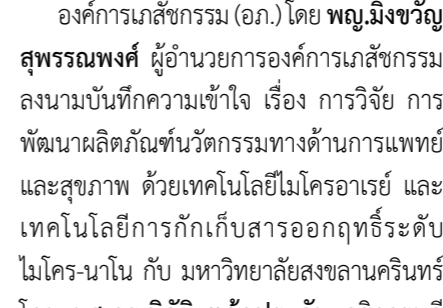 องค์การเภสัชกรรม (อภ.) โดย พญ.มิ่งขวัญ
สุพรรณพงศ์ ผู้อำนวยการองค์การเภสัชกรรม
ลงนามบันทึกความเข้าใจ เรื่อง การวิจัย การ
พัฒนาผลิตภัณฑ์นวัตกรรมทางด้านการแพทย์
และสุขภาพ ด้วยเทคโนโลยีไมโครอาเรย์ และ
เทคโนโลยีการกักเก็บสารออกฤทธิ์ระดับ
ไมโคร-นาโน กับ มหาวิทยาลัยสงขลานครินทร์